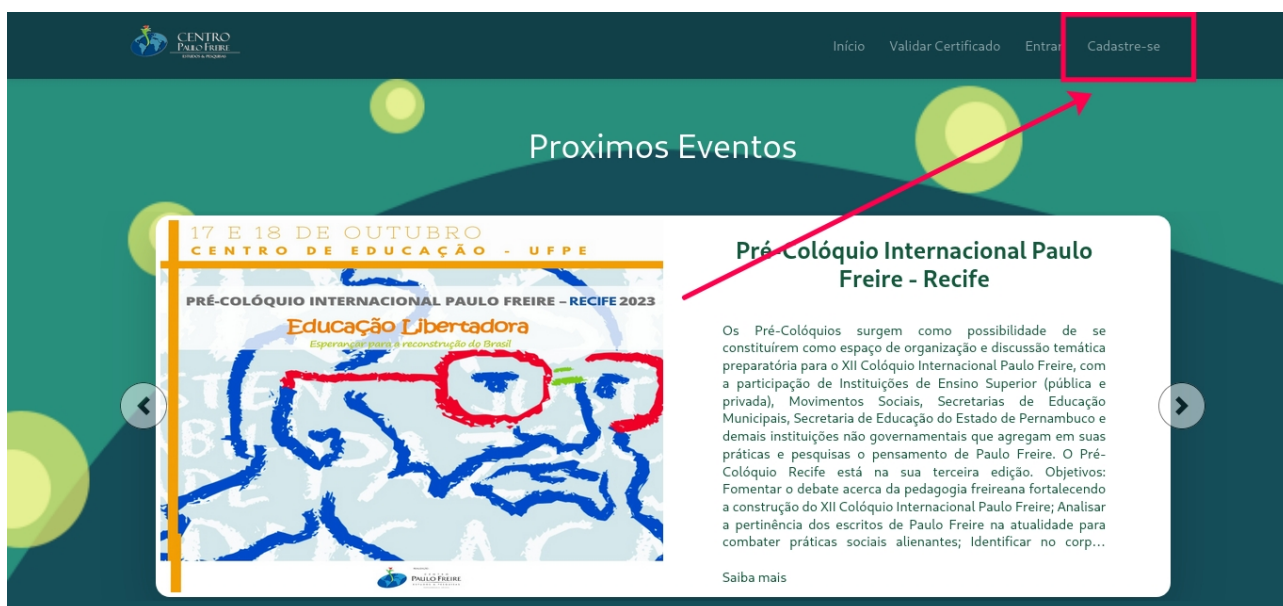 CENTRO
PAULO FREIRE
ESTUDOS & PESQUISAS
Início Validar Certificado Entrar Cadastre-se
Proximos Eventos
17 E 18 DE OUTUBRO
CENTRO DE EDUCAÇÃO - UFPE
PRÉ-COLÓQUIO INTERNACIONAL PAULO FREIRE – RECIFE 2023
Educação Libertadora
Esperançar para a reconstrução do Brasil
PAULO FREIRE
Pré-Colóquio Internacional Paulo
Freire - Recife
Os Pré-Colóquios surgem como possibilidade de se
constituírem como espaço de organização e discussão temática
preparatória para o XII Colóquio Internacional Paulo Freire, com
a participação de Instituições de Ensino Superior (pública e
privada), Movimentos Sociais, Secretarias de Educação
Municipais, Secretaria de Educação do Estado de Pernambuco e
demais instituições não governamentais que agregam em suas
práticas e pesquisas o pensamento de Paulo Freire. O Pré-
Colóquio Recife está na sua terceira edição. Objetivos:
Fomentar o debate acerca da pedagogia freireana fortalecendo
a construção do XII Colóquio Internacional Paulo Freire; Analisar
a pertinência dos escritos de Paulo Freire na atualidade para
combater práticas sociais alienantes; Identificar no corp...
Saiba mais